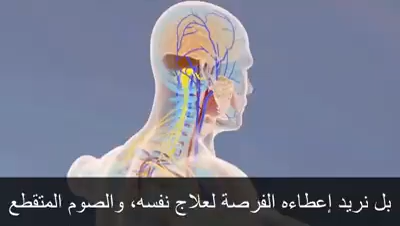 بل نريد إعطاءه الفرصة لعلاج نفسه، والصوم المتقطع